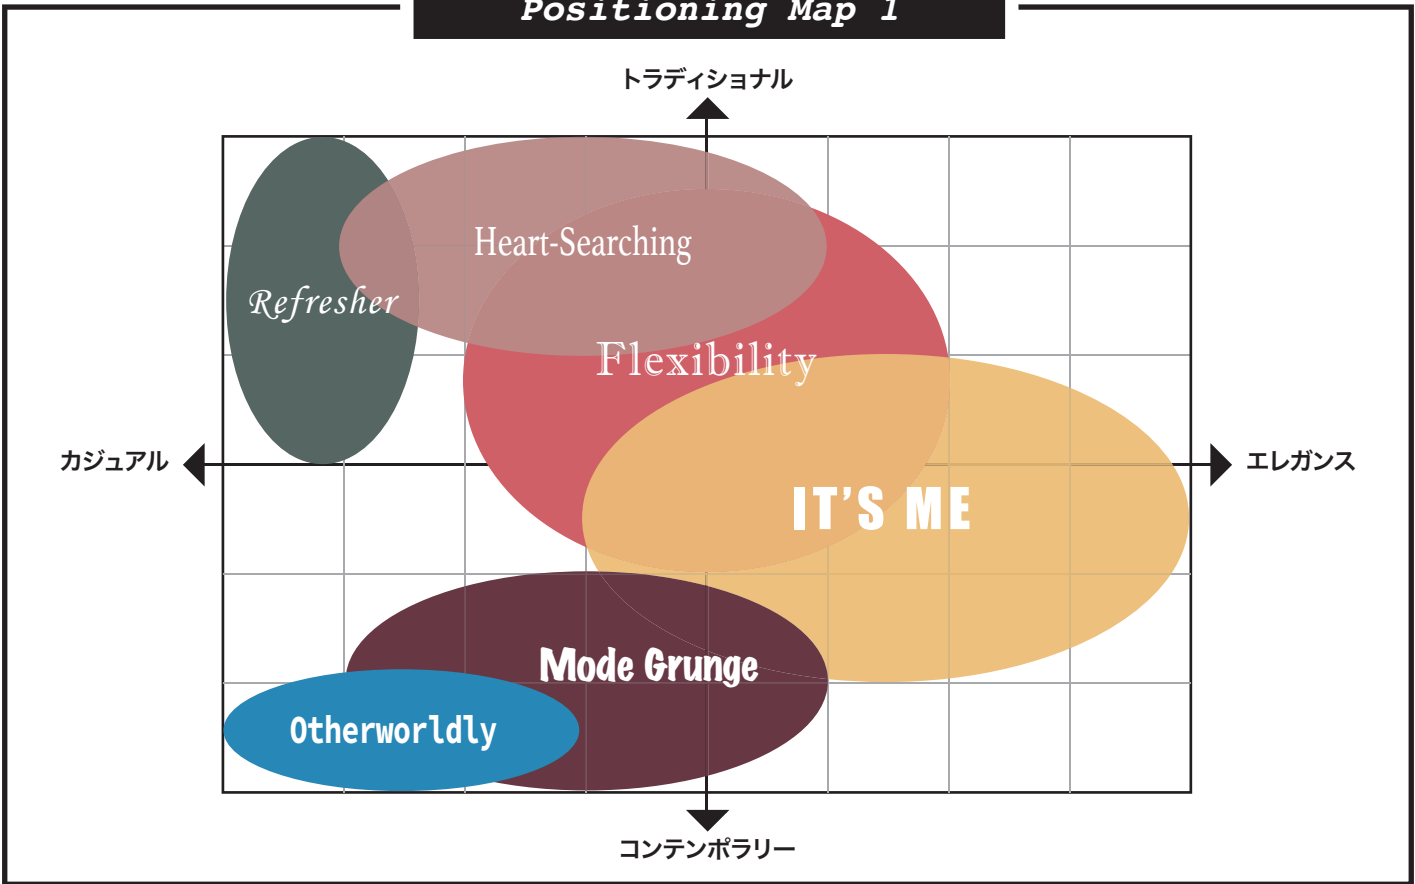 Positioning Map 1
トラディショナル
Heart-Searching
Refresher
Flexibility
カジュアル
エレガンス
IT'S ME
Mode Grunge
Otherworldly
コンテンポラリー